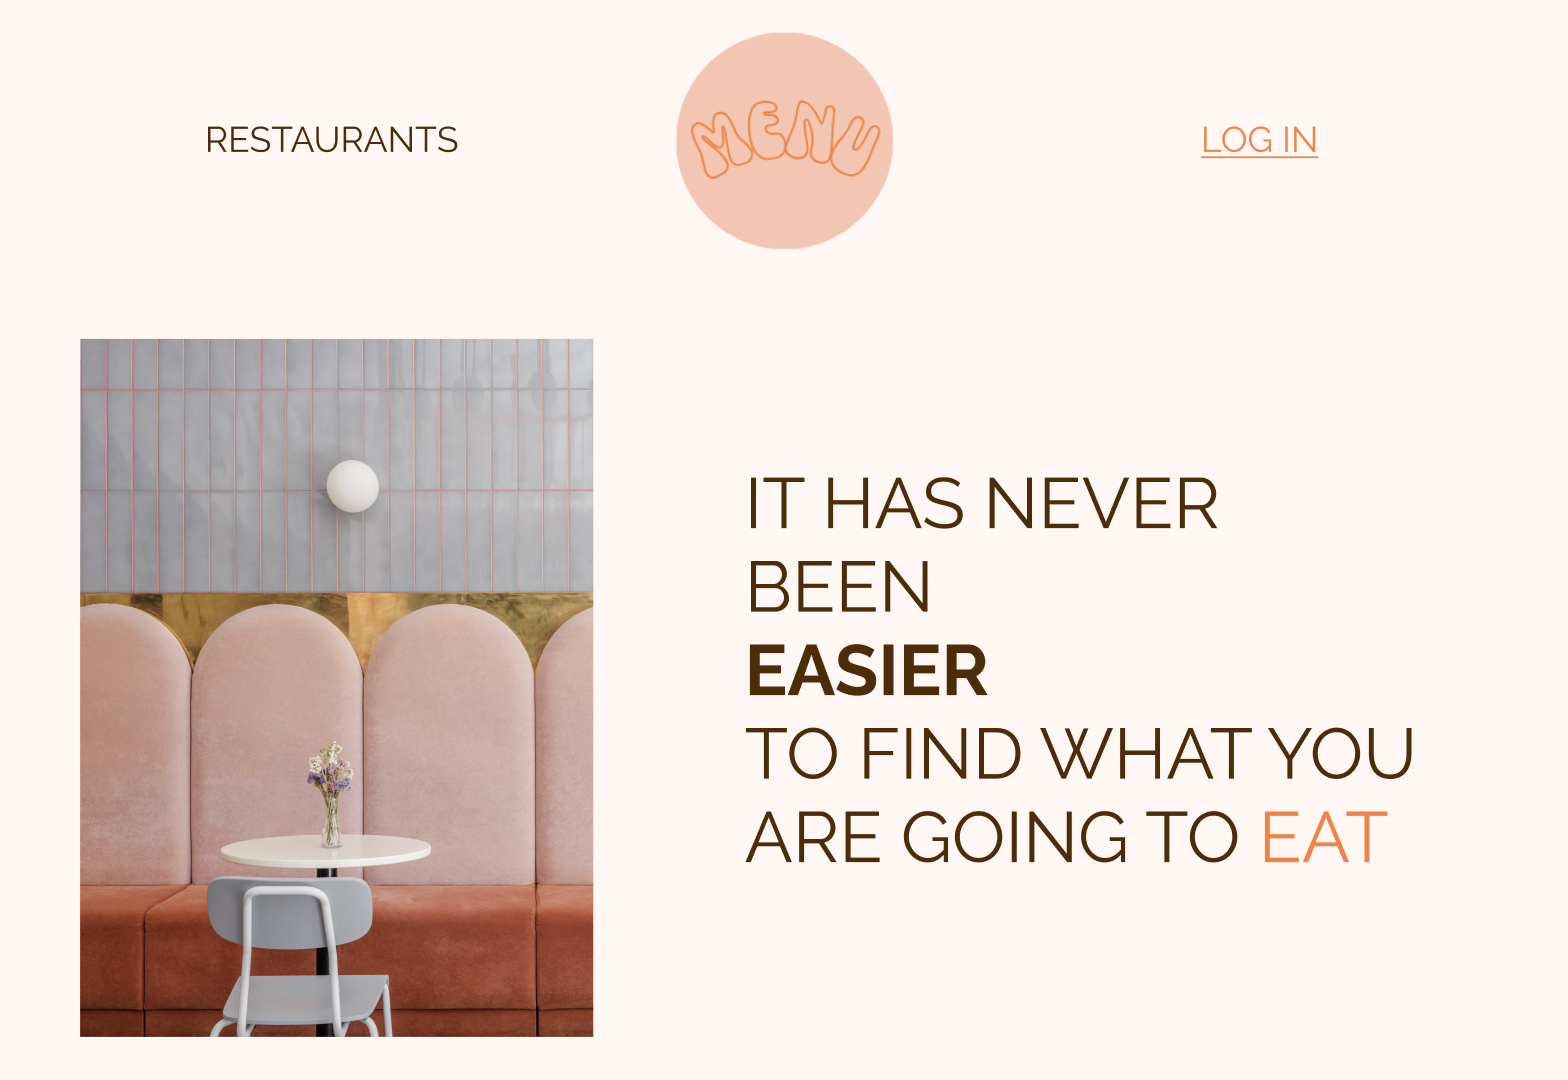 RESTAURANTS
MENU
LOG IN
IT HAS NEVER
BEEN
EASIER
TO FIND WHAT YOU
ARE GOING TO EAT